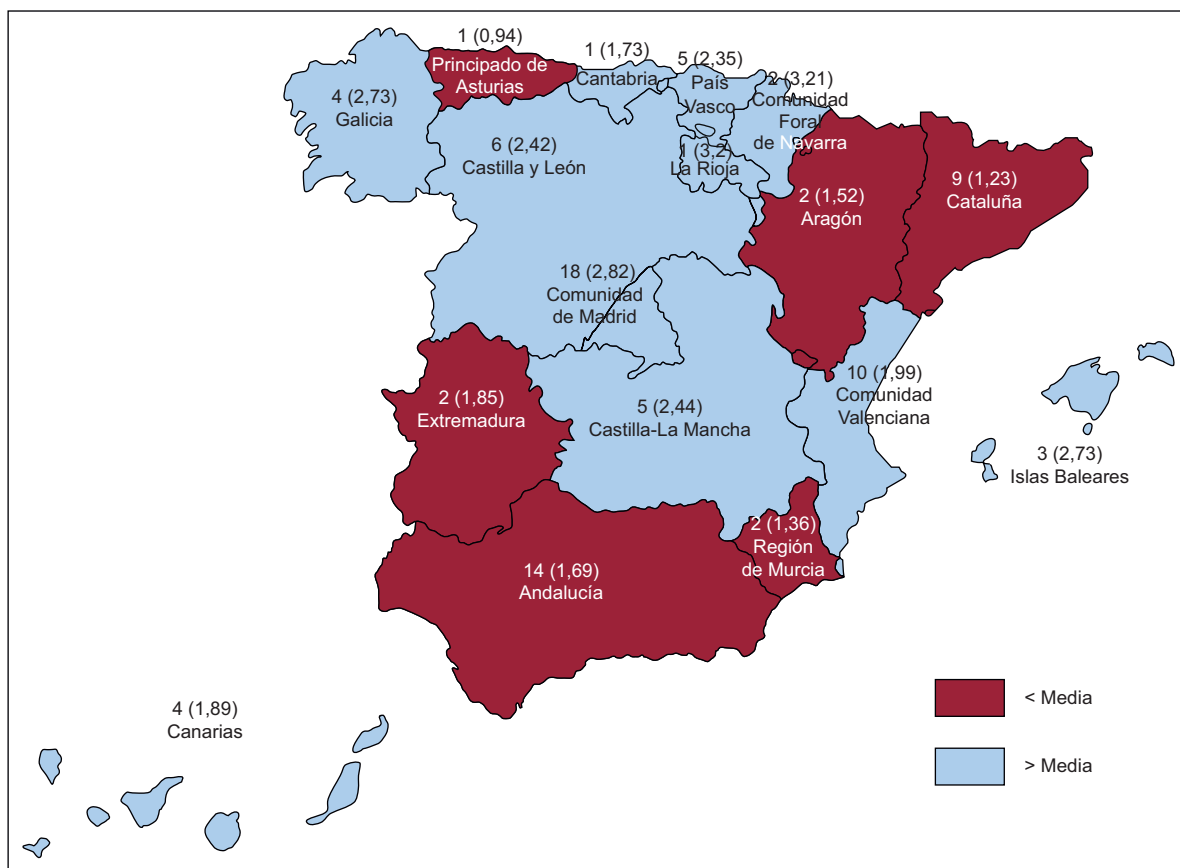 1 (0,94)
Principado de
Asturias
1 (1,73)
Cantabria
5 (2,35)
País
Vasco
2 (3,21)
Comunidad
Foral
de Navarra
4 (2,73)
Galicia
6 (2,42)
Castilla y León
1 (3,2)
La Rioja
2 (1,52)
Aragón
9 (1,23)
Cataluña
18 (2,82)
Comunidad
de Madrid
2 (1,85)
Extremadura
5 (2,44)
Castilla-La Mancha
10 (1,99)
Comunidad
Valenciana
3 (2,73)
Islas Baleares
2 (1,36)
Región
de Murcia
14 (1,69)
Andalucía
4 (1,89)
Canarias
< Media
> Media